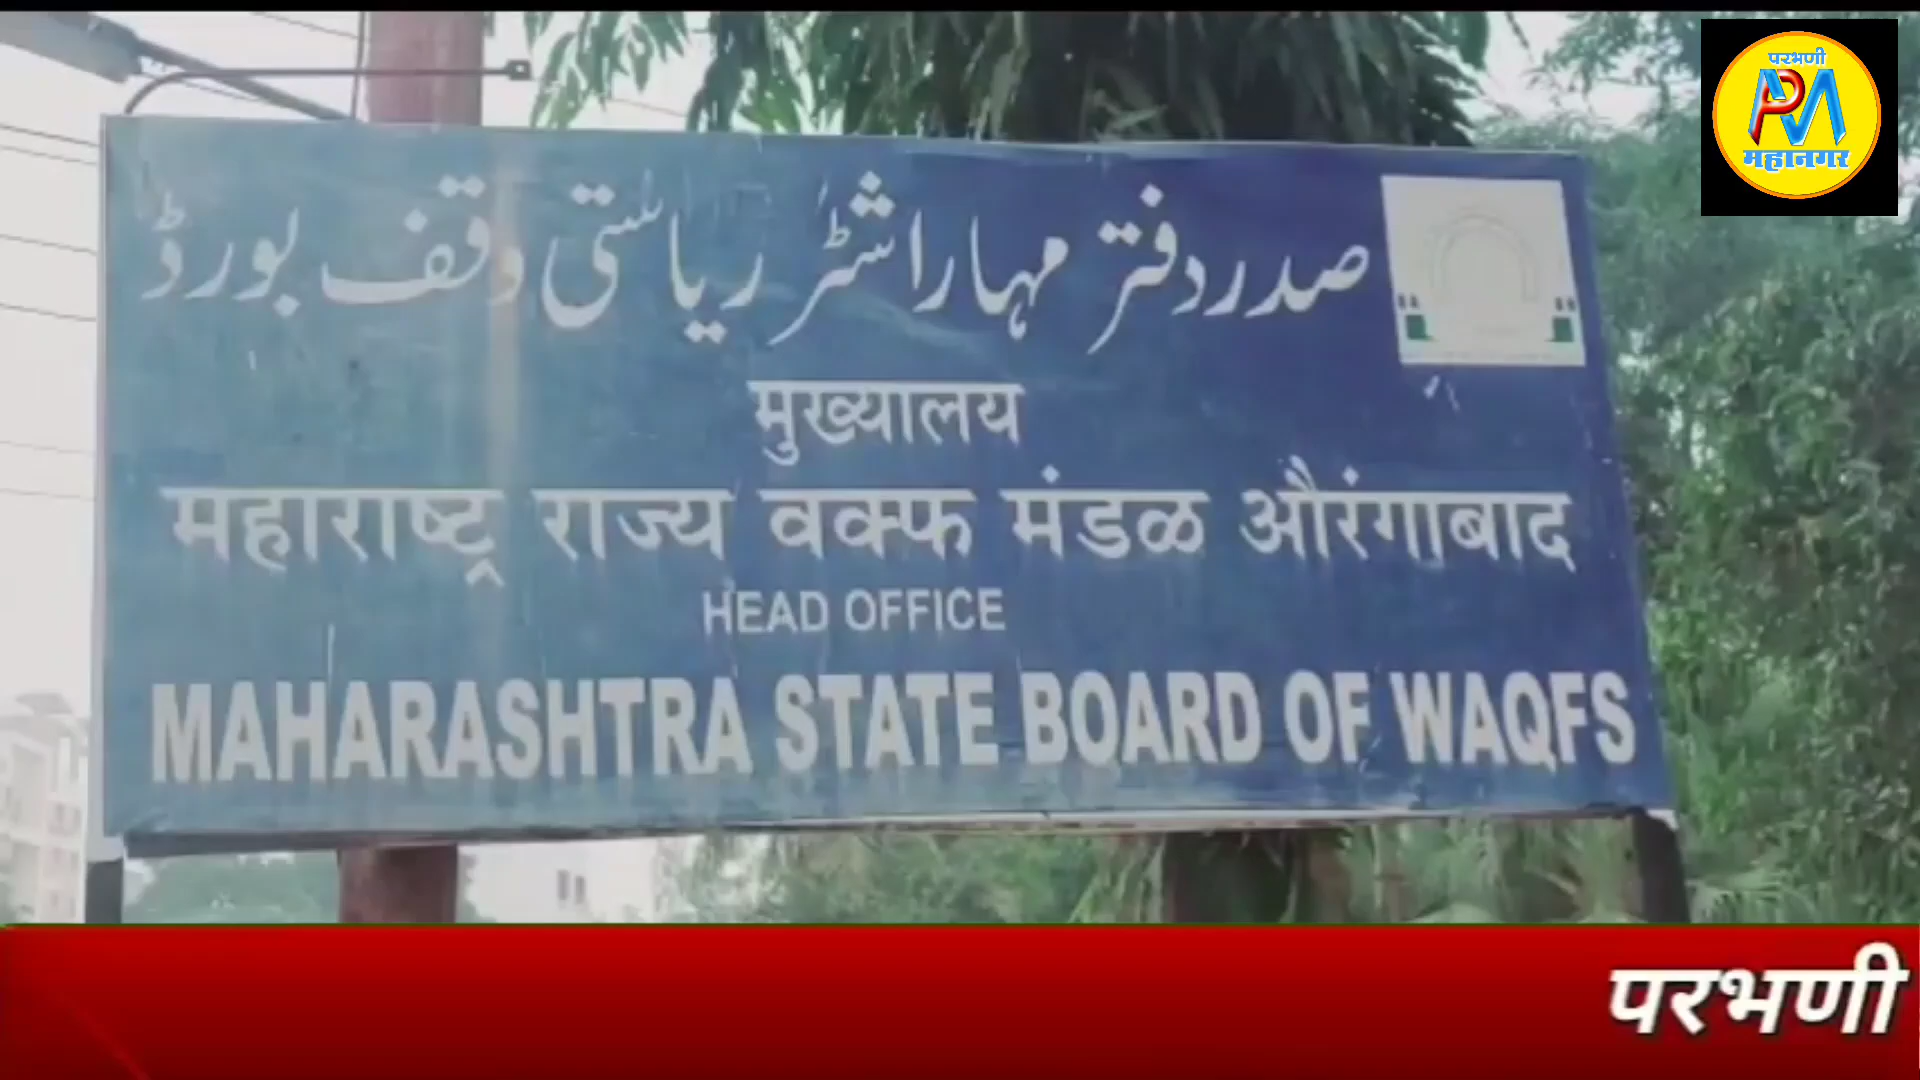 परभणी
PM
महानगर
صدر دفتر مہاراشٹر ریاستی وقف بورڈ
मुख्यालय
महाराष्ट्र राज्य वक्फ मंडळ औरंगाबाद
HEAD OFFICE
MAHARASHTRA STATE BOARD OF WAQFS
परभणी